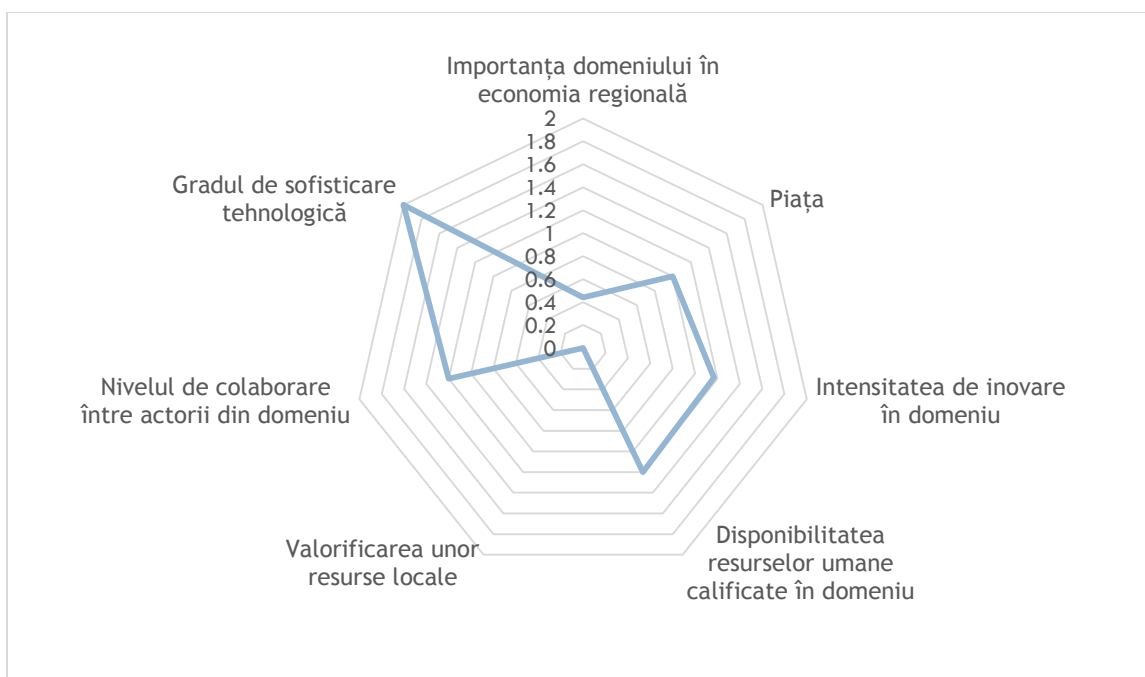 Importanța domeniului în
economia regională
2
1.8
1.6
1.4
1.2
1
0.8
0.6
0.4
0.2
0
Piața
Intensitatea de inovare
în domeniu
Disponibilitatea
resurselor umane
calificate în domeniu
Valorificarea unor
resurse locale
Nivelul de colaborare
între actorii din domeniu
Gradul de sofisticare
tehnologică